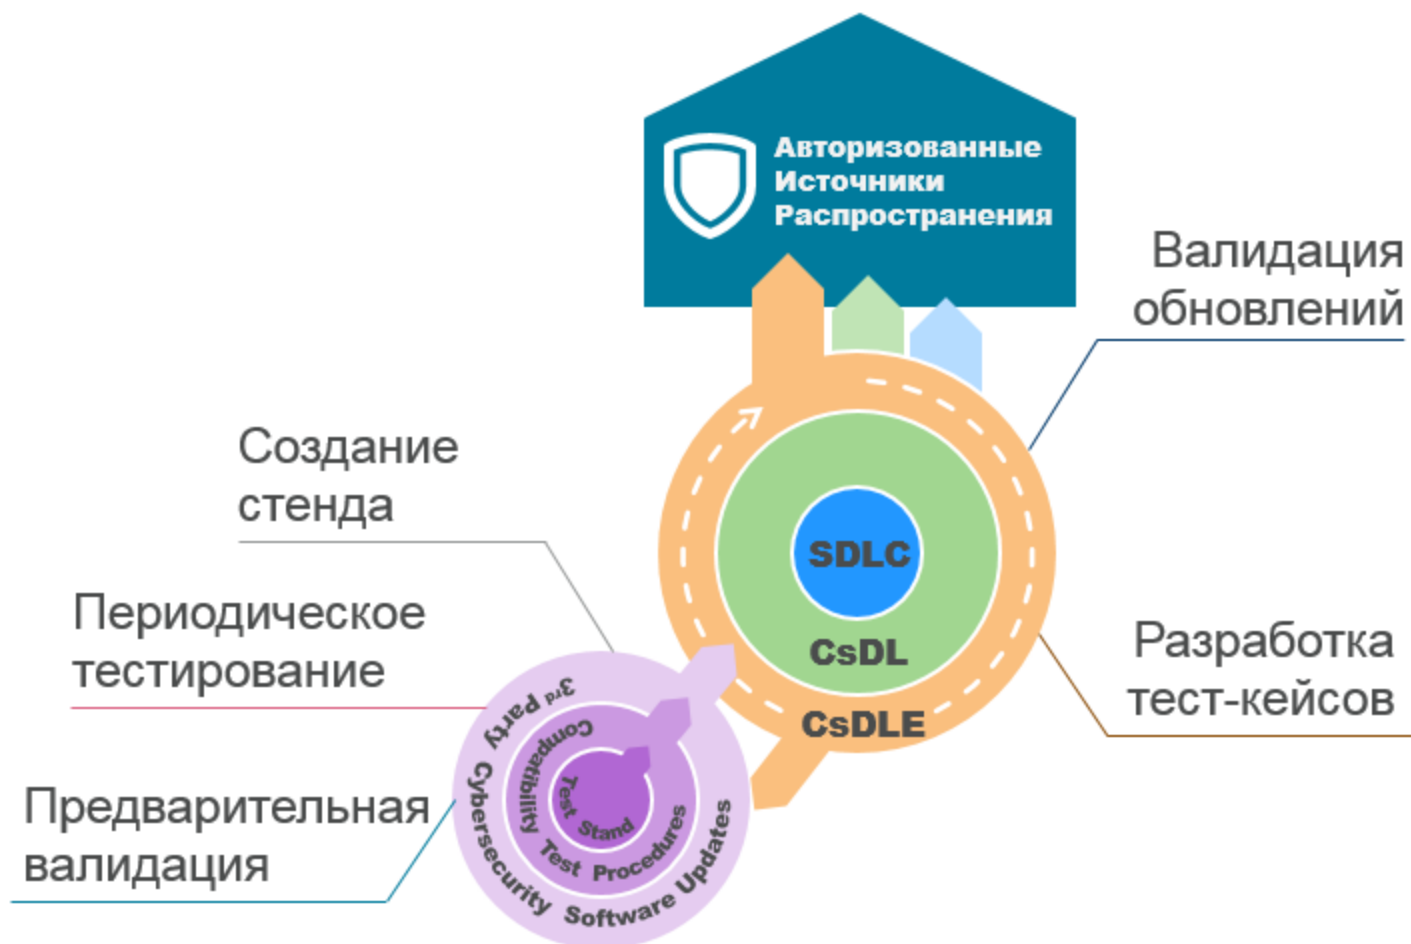 Авторизованные
Источники
Распространения
Валидация
обновлений
Создание
стенда
SDLC
CsDL
CsDLE
Периодическое
тестирование
Разработка
тест-кейсов
3rd Party Cybersecurity Software Updates
Compatibility Test Procedures
Test Stand
Предварительная
валидация